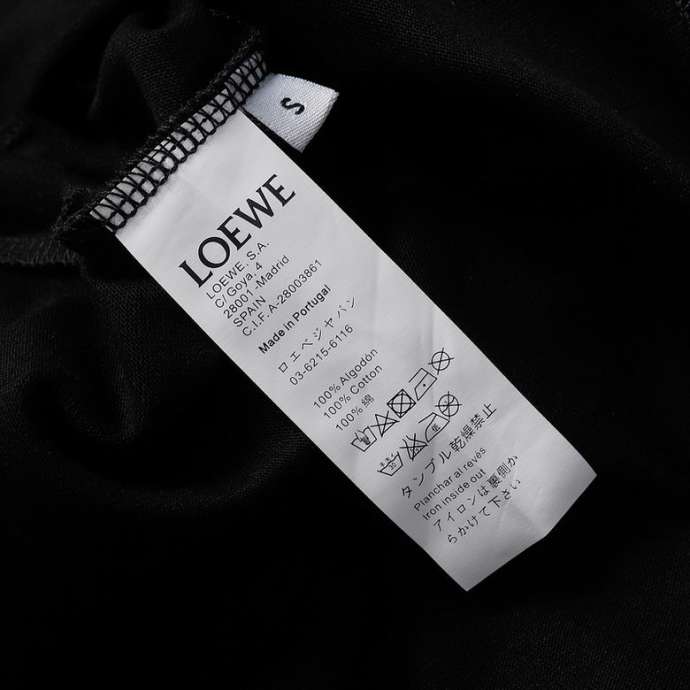 S
LOEWE
LOEWE, S.A.
C/ Goya, 4
28001 -Madrid
SPAIN
C.I.F. A-28003861
Made in Portugal
ロエベジャパン
03-6215-6116
100% Algodón
100% Cotton
100% 綿
タンブル乾燥禁止
Planchar al revés
Iron inside out
アイロンは裏側か
らかけて下さい